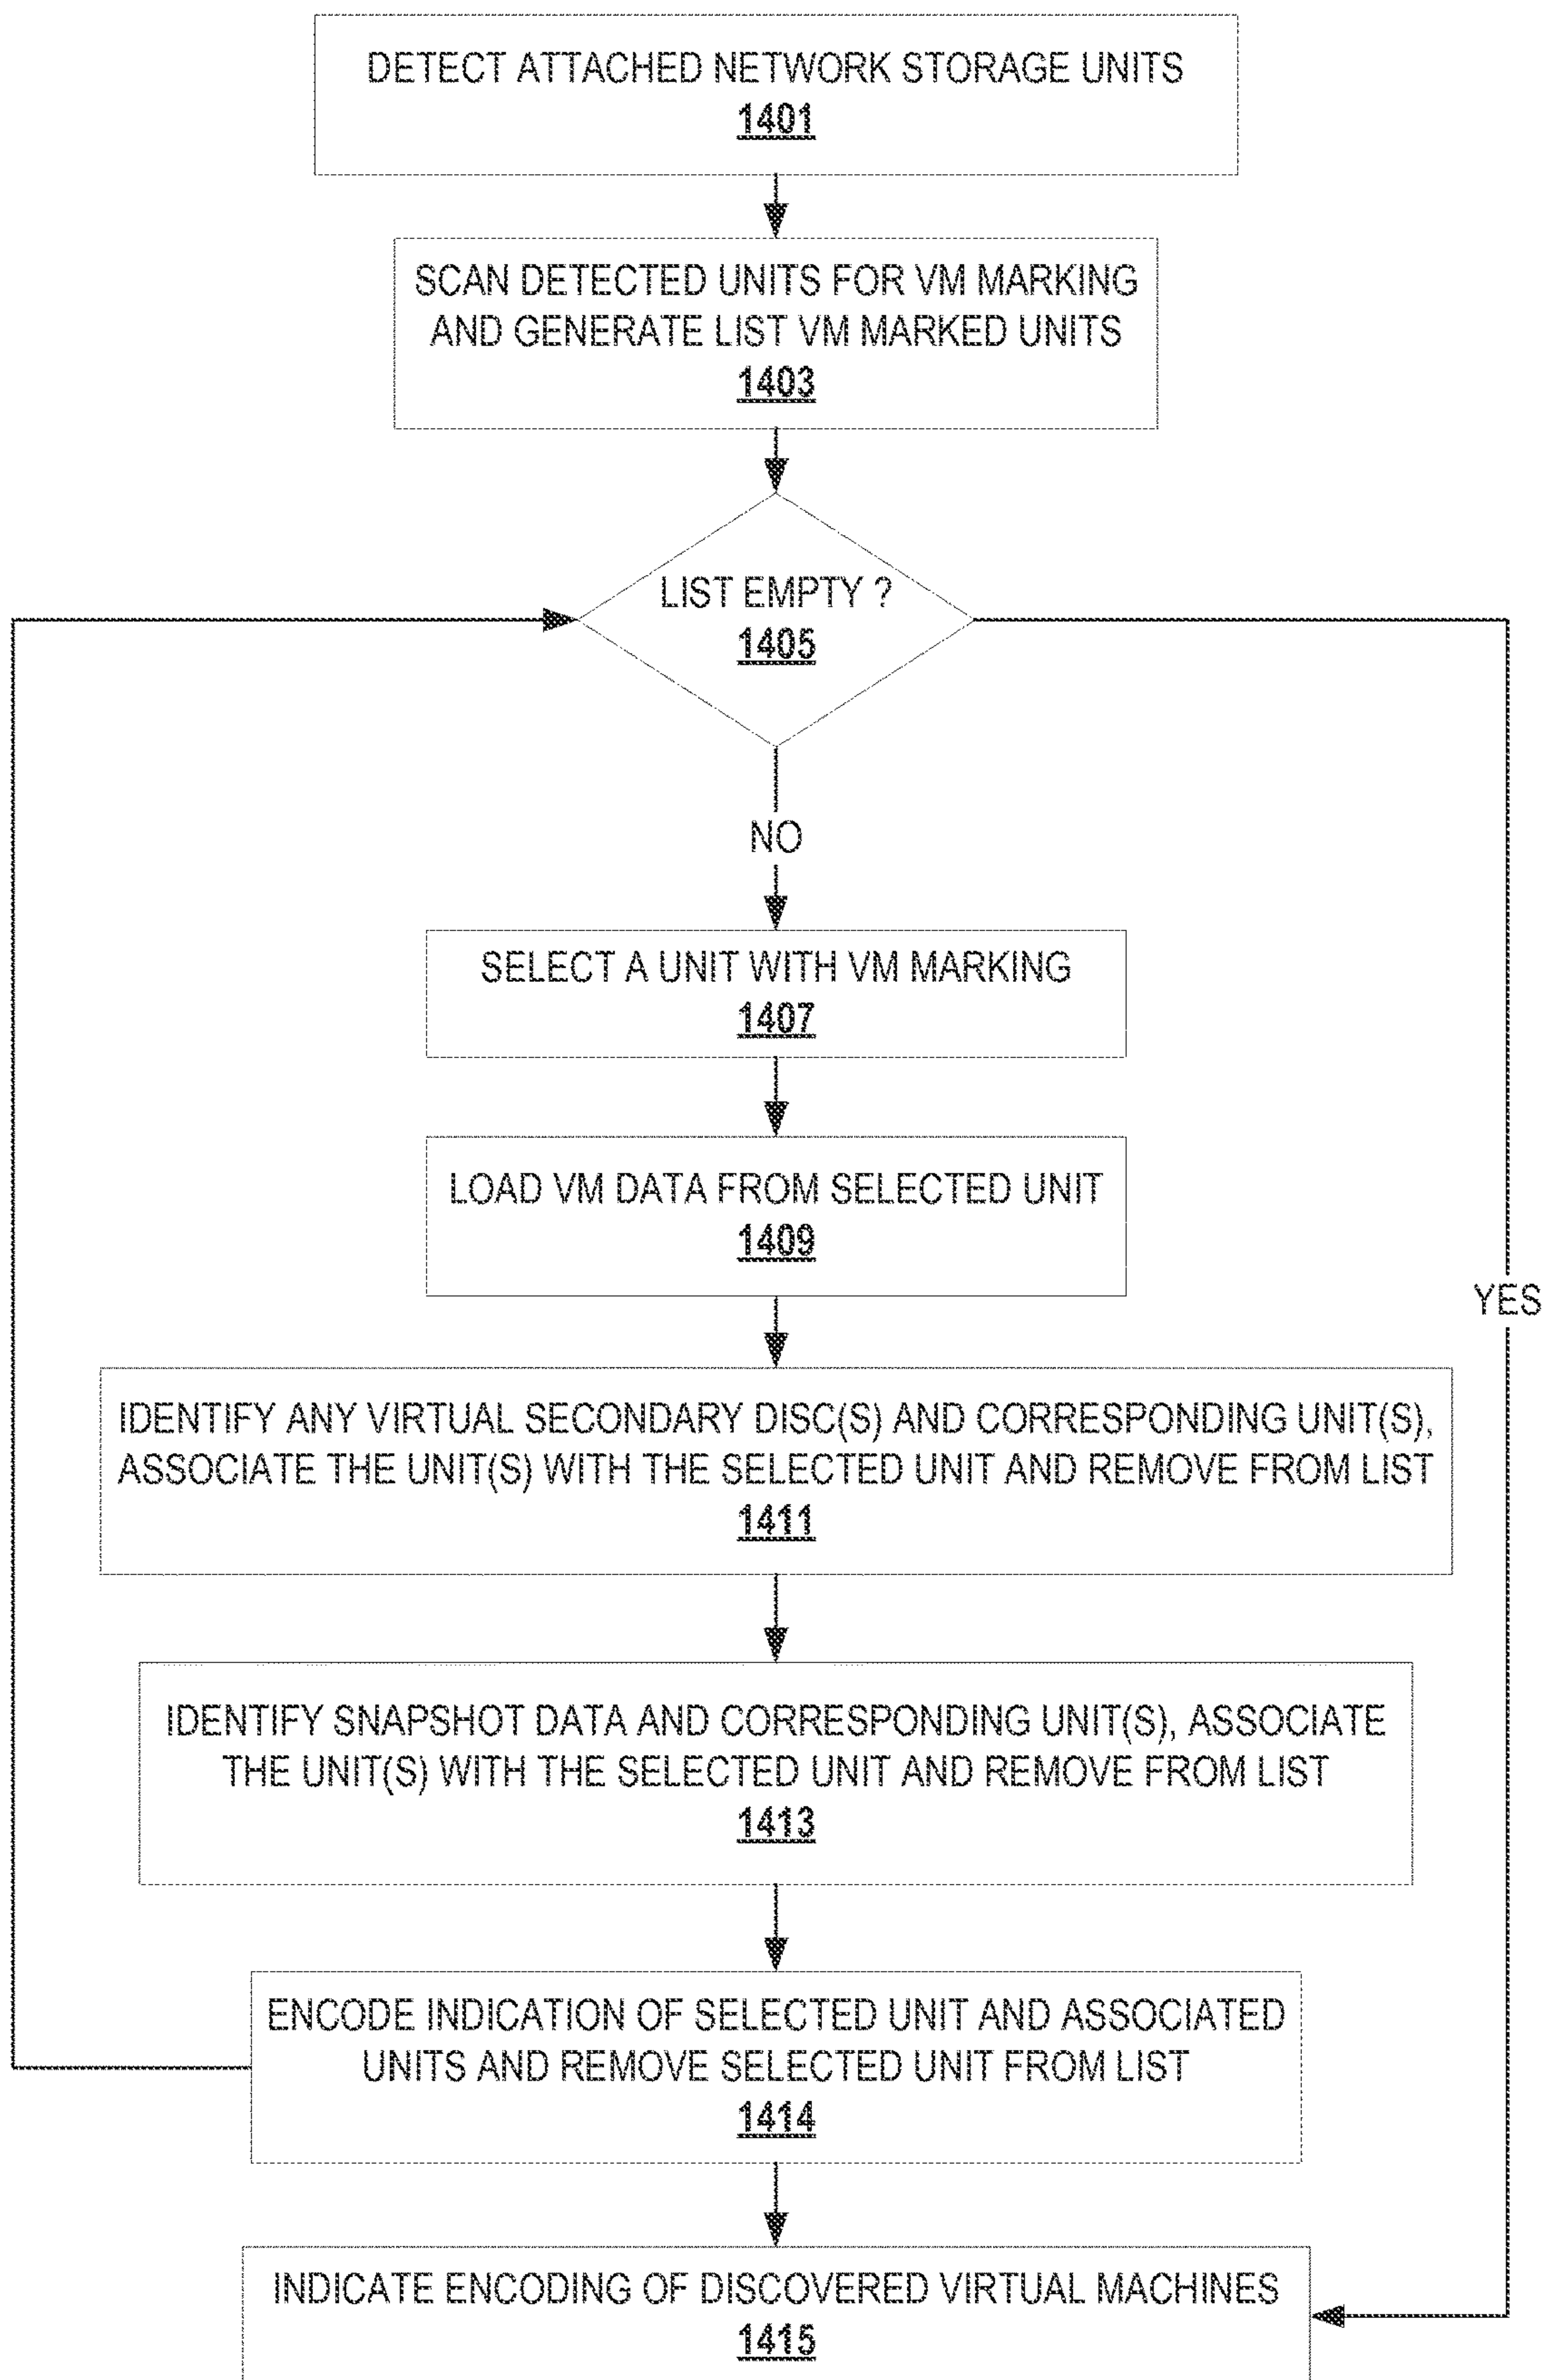 DETECT ATTACHED NETWORK STORAGE UNITS
1401
SCAN DETECTED UNITS FOR VM MARKING
AND GENERATE LIST VM MARKED UNITS
1403
LIST EMPTY ?
1405
NO
SELECT A UNIT WITH VM MARKING
1407
LOAD VM DATA FROM SELECTED UNIT
1409
YES
IDENTIFY ANY VIRTUAL SECONDARY DISC(S) AND CORRESPONDING UNIT(S),
ASSOCIATE THE UNIT(S) WITH THE SELECTED UNIT AND REMOVE FROM LIST
1411
IDENTIFY SNAPSHOT DATA AND CORRESPONDING UNIT(S), ASSOCIATE
THE UNIT(S) WITH THE SELECTED UNIT AND REMOVE FROM LIST
1413
ENCODE INDICATION OF SELECTED UNIT AND ASSOCIATED
UNITS AND REMOVE SELECTED UNIT FROM LIST
1414
INDICATE ENCODING OF DISCOVERED VIRTUAL MACHINES
1415